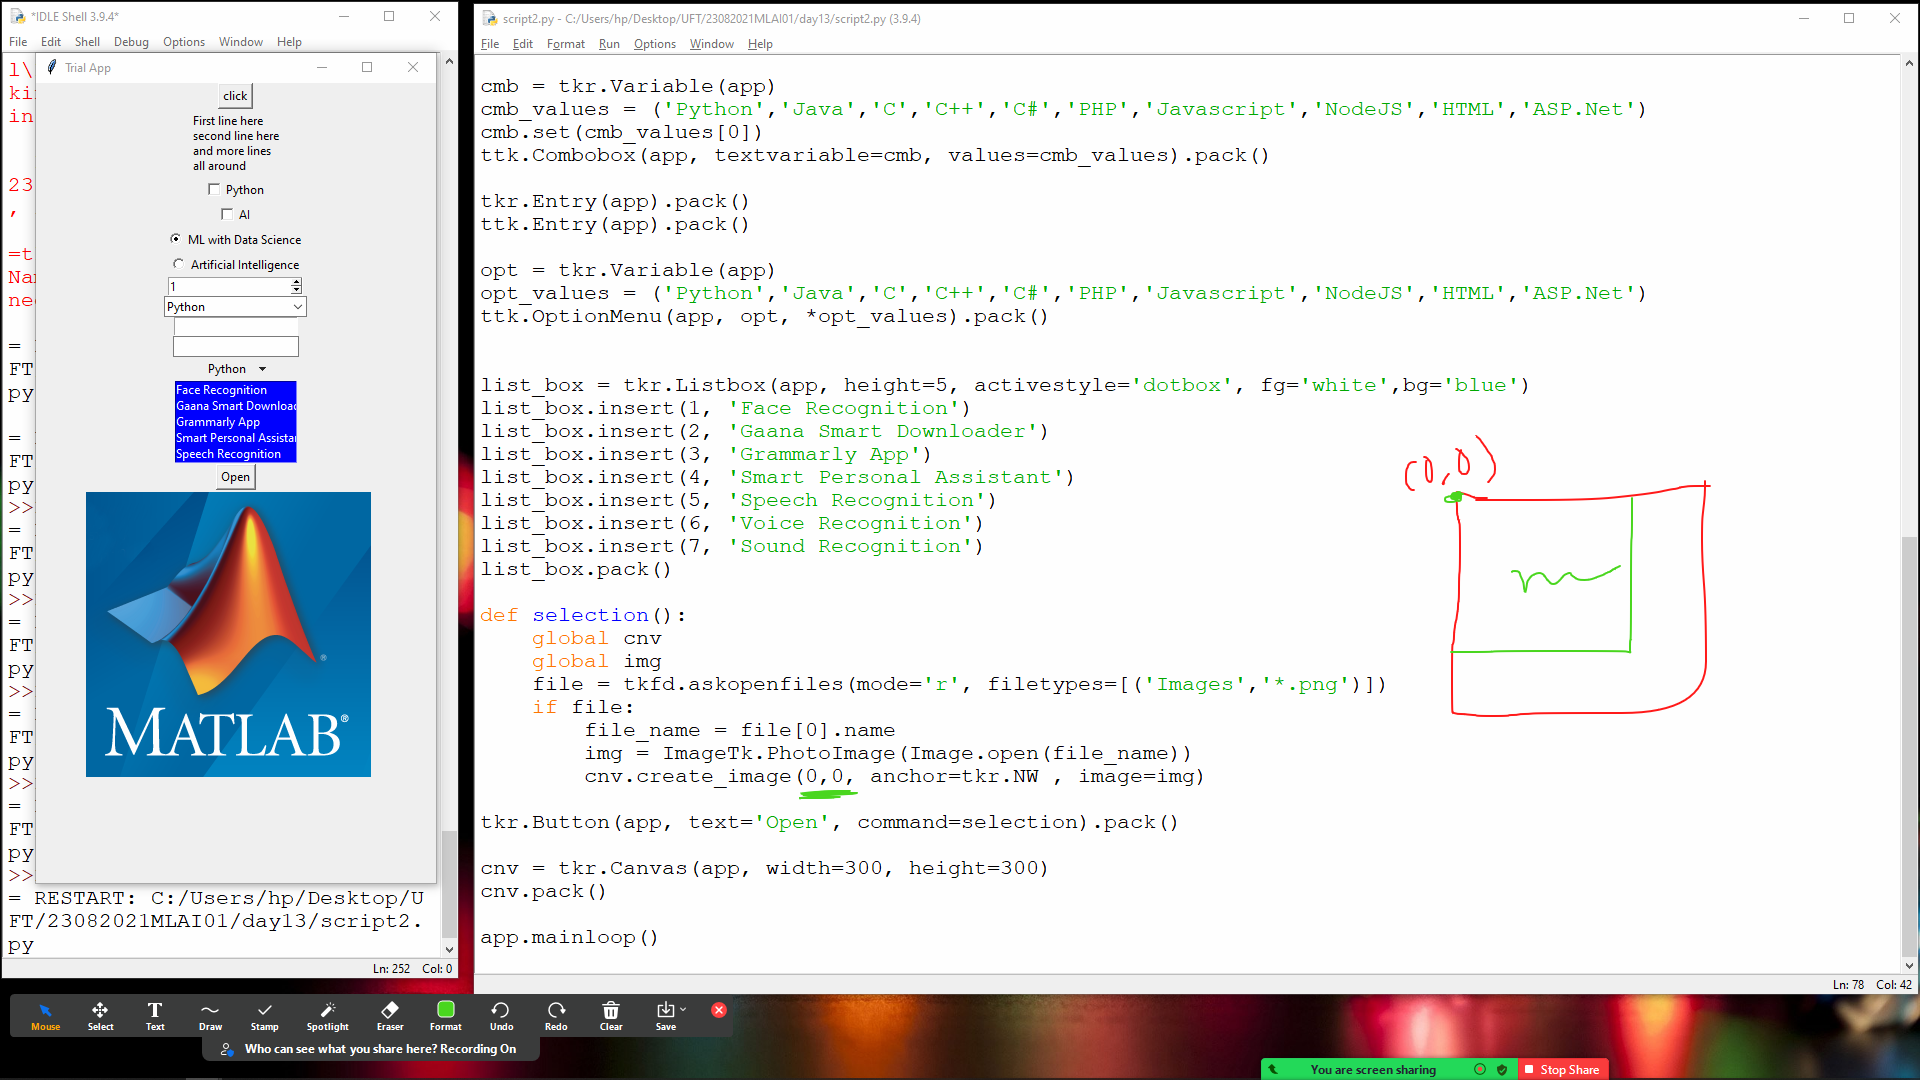 *IDLE Shell 3.9.4*
File Edit Shell Debug Options Window Help
l\
ki
in
23
,
=t
Na
ne
= 
FT
py
= 
FT
py
>>
= 
FT
py
>>
= 
FT
py
>>
= 
FT
py
>>
= 
FT
py
>>
= RESTART: C:/Users/hp/Desktop/U
FT/23082021MLAI01/day13/script2.
py
Ln: 252 Col: 0
Trial App
click
First line here
second line here
and more lines
all around
Python
AI
ML with Data Science
Artificial Intelligence
1
Python
Python
Face Recognition
Gaana Smart Downloac
Grammarly App
Smart Personal Assistan
Speech Recognition
Open
MATLAB®
script2.py - C:/Users/hp/Desktop/UFT/23082021MLAI01/day13/script2.py (3.9.4)
File Edit Format Run Options Window Help
cmb = tkr.Variable(app)
cmb_values = ('Python','Java','C','C++','C#','PHP','Javascript','NodeJS','HTML','ASP.Net')
cmb.set(cmb_values[0])
ttk.Combobox(app, textvariable=cmb, values=cmb_values).pack()
tkr.Entry(app).pack()
ttk.Entry(app).pack()
opt = tkr.Variable(app)
opt_values = ('Python','Java','C','C++','C#','PHP','Javascript','NodeJS','HTML','ASP.Net')
ttk.OptionMenu(app, opt, *opt_values).pack()
list_box = tkr.Listbox(app, height=5, activestyle='dotbox', fg='white',bg='blue')
list_box.insert(1, 'Face Recognition')
list_box.insert(2, 'Gaana Smart Downloader')
list_box.insert(3, 'Grammarly App')
list_box.insert(4, 'Smart Personal Assistant')
list_box.insert(5, 'Speech Recognition')
list_box.insert(6, 'Voice Recognition')
list_box.insert(7, 'Sound Recognition')
list_box.pack()
def selection():
    global cnv
    global img
    file = tkfd.askopenfiles(mode='r', filetypes=[('Images','*.png')])
    if file:
        file_name = file[0].name
        img = ImageTk.PhotoImage(Image.open(file_name))
        cnv.create_image(0,0, anchor=tkr.NW , image=img)
tkr.Button(app, text='Open', command=selection).pack()
cnv = tkr.Canvas(app, width=300, height=300)
cnv.pack()
app.mainloop()
(0,0)
Ln: 78 Col: 42
Mouse Select Text Draw Stamp Spotlight Eraser Format Undo Redo Clear Save
Who can see what you share here? Recording On
You are screen sharing Stop Share